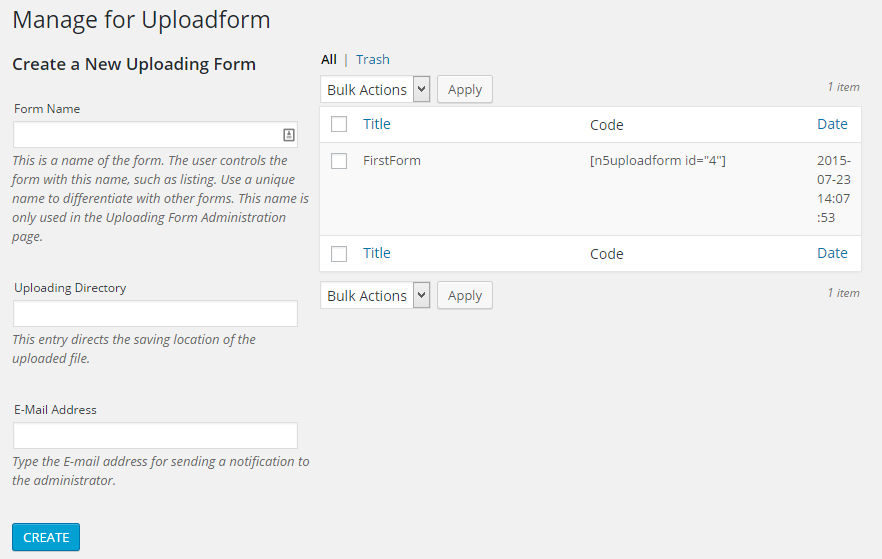 Manage for Uploadform
Create a New Uploading Form
Form Name
This is a name of the form. The user controls the
form with this name, such as listing. Use a unique
name to differentiate with other forms. This name is
only used in the Uploading Form Administration
page.
Uploading Directory
This entry directs the saving location of the
uploaded file.
E-Mail Address
Type the E-mail address for sending a notification to
the administrator.
CREATE
All | Trash
Bulk Actions Apply 1 item
Title Code Date
FirstForm [n5uploadform id="4"] 2015-
07-23
14:07
:53
Title Code Date
Bulk Actions Apply 1 item